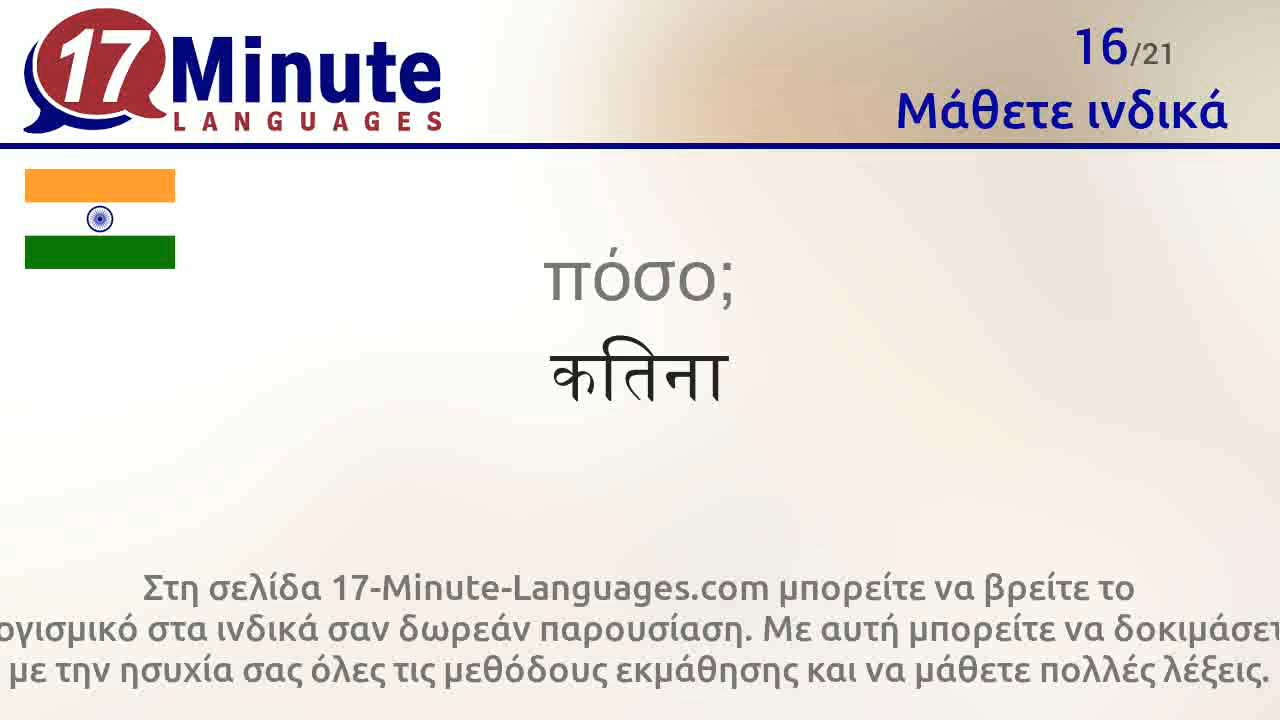 17 Minute
LANGUAGES
16/21
Μάθετε ινδικά
πόσο;
कतिना
Στη σελίδα 17-Minute-Languages.com μπορείτε να βρείτε το
ογισμικό στα ινδικά σαν δωρεάν παρουσίαση. Με αυτή μπορείτε να δοκιμάσετ
με την ησυχία σας όλες τις μεθόδους εκμάθησης και να μάθετε πολλές λέξεις.